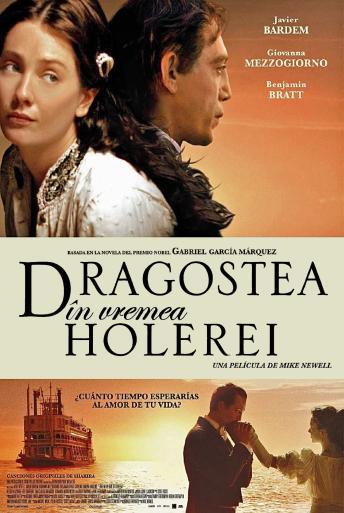 Javier
BARDEM
Giovanna
MEZZOGIORNO
Benjamin
BRATT
BASADA EN LA NOVELA DEL PREMIO NOBEL GABRIEL GARCÍA MÁRQUEZ
DRAGOSTEA
în vremea
HOLEREI
UNA PELÍCULA DE MIKE NEWELL
¿CUÁNTO TIEMPO ESPERARÍAS
AL AMOR DE TU VIDA?
CANCIONES ORIGINALES DE SHAKIRA